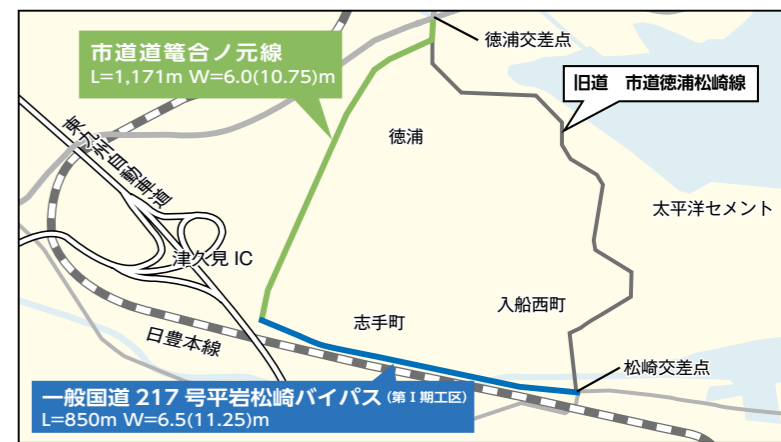 市道道篭合ノ元線
L=1,171m W=6.0(10.75)m
徳浦交差点
旧道　市道徳浦松崎線
徳浦
東九州自動車道
太平洋セメント
津久見 IC
入船西町
志手町
日豊本線
松崎交差点
一般国道 217 号平岩松崎バイパス (第Ⅰ期工区)
L=850m W=6.5(11.25)m